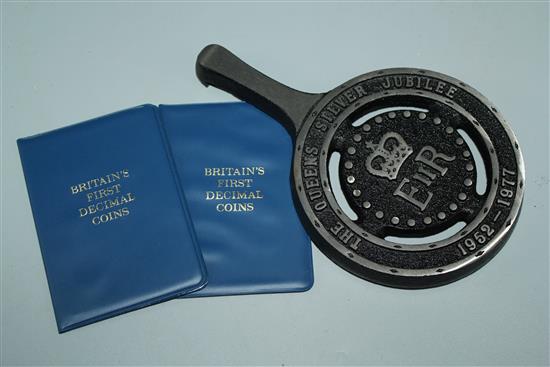 BRITAIN'S
FIRST
DECIMAL
COINS
BRITAIN'S
FIRST
DECIMAL
COINS
THE QUEENS SILVER JUBILEE
EIIR
1952-1977